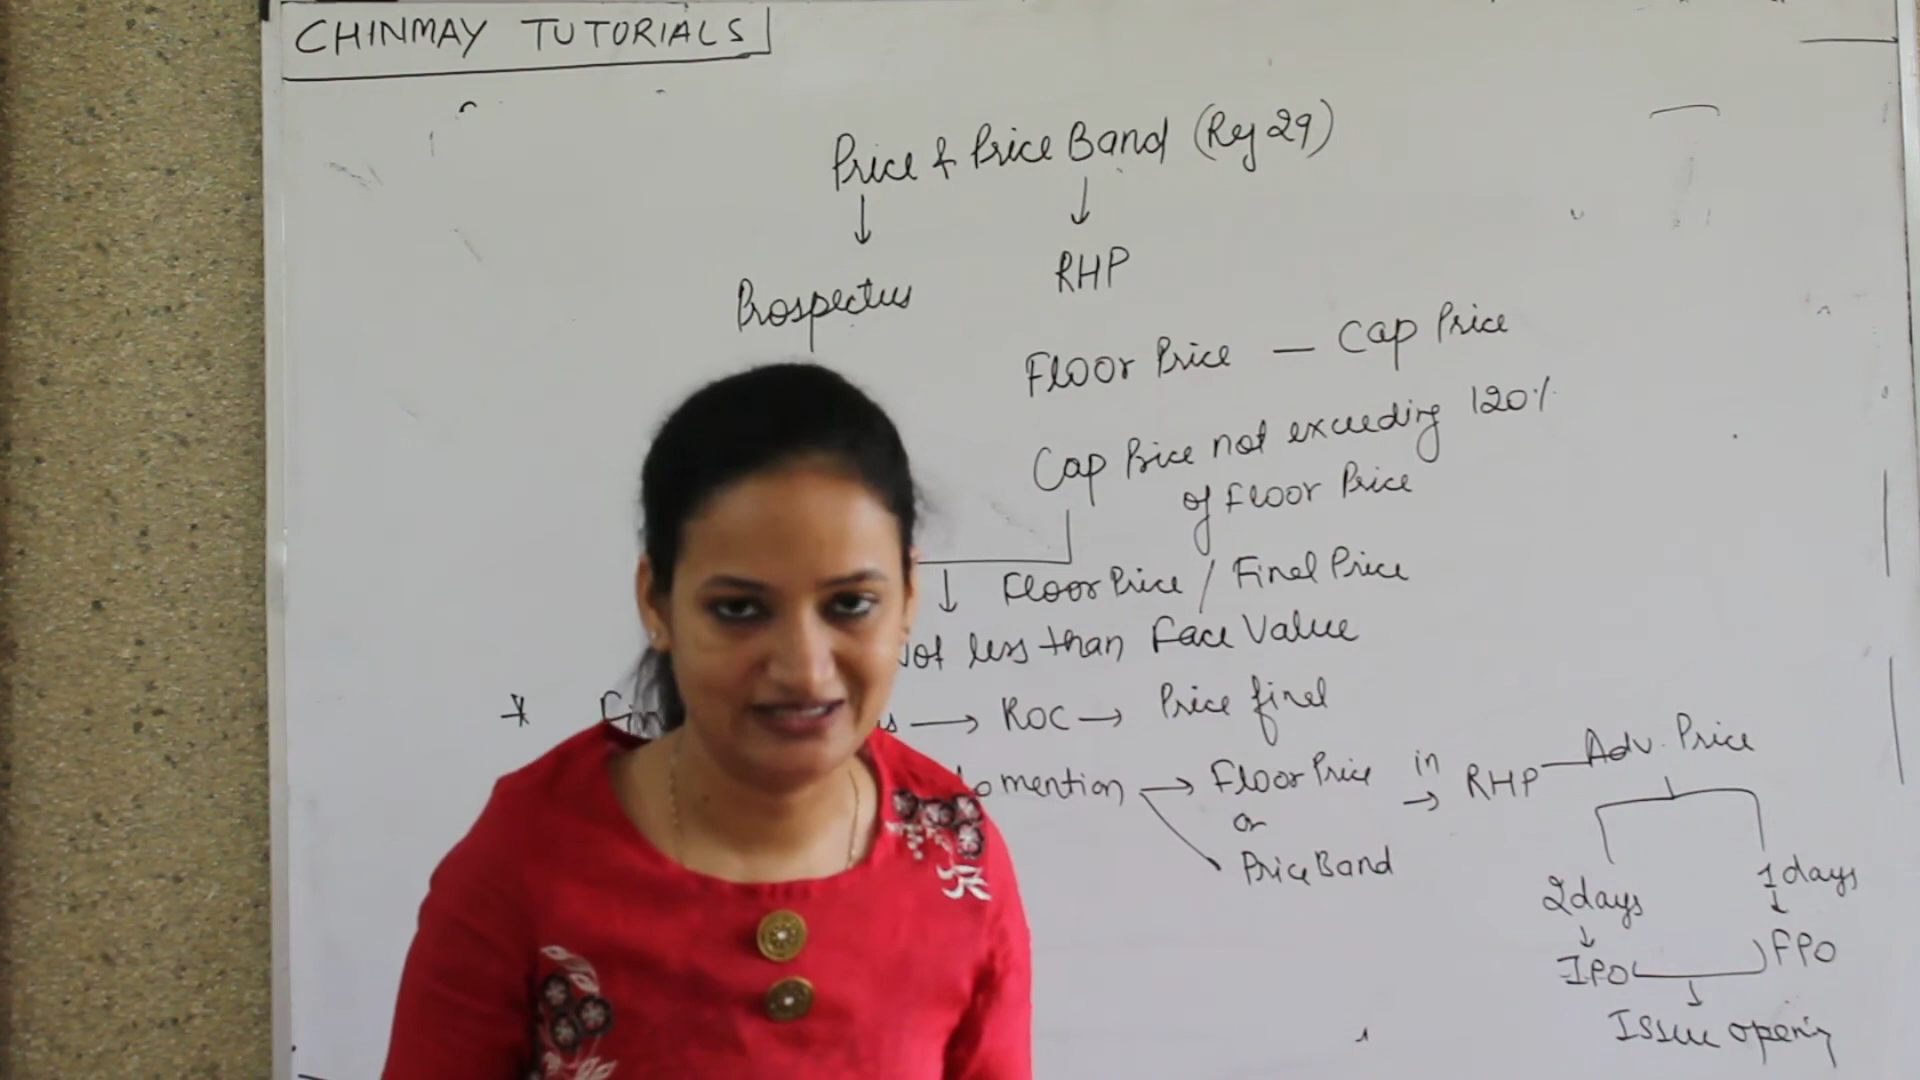 CHINMAY TUTORIALS
Price & Price Band (Reg 29)
↓ ↓
Prospectus RHP
Floor Price — Cap Price
Cap Price not exceeding 120%
of Floor Price
↓ Floor Price / Final Price
Not less than Face Value
* → ROC → Price final
mention → Floor Price in → RHP — Adv. Price
or
Price Band
2days 1days
↓ ↓
IPO FPO
↓
Issue opening